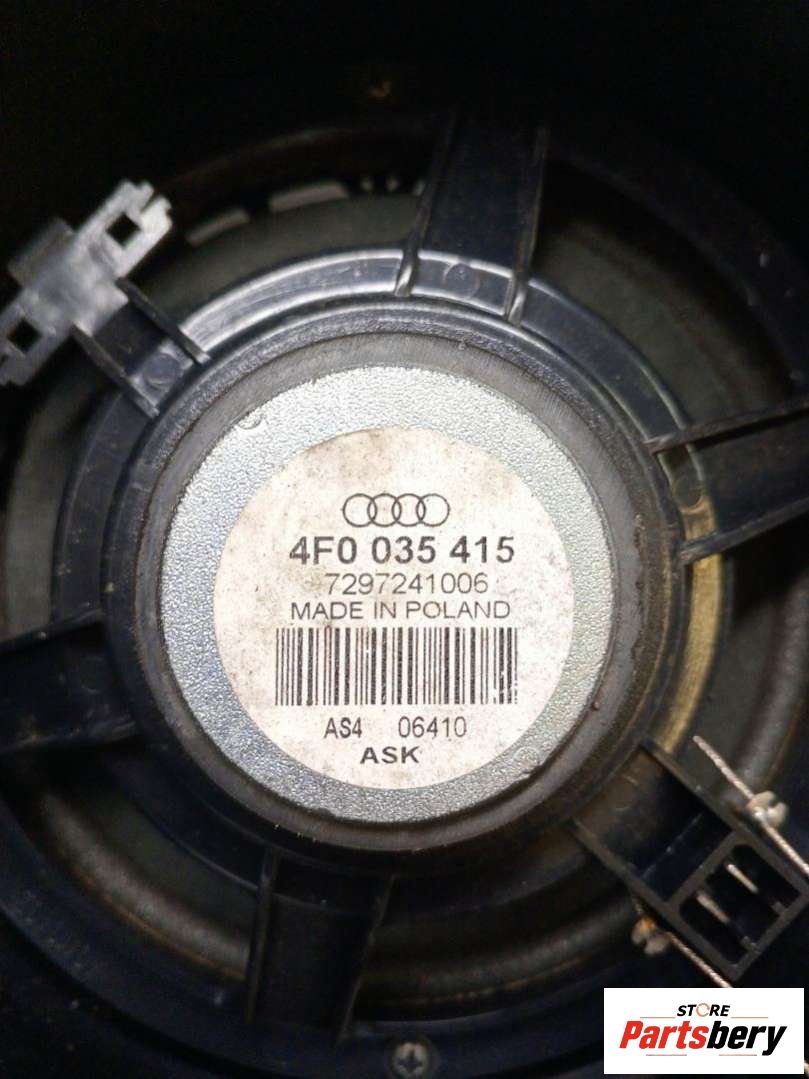 4F0 035 415
7297241006
MADE IN POLAND
AS4 06410
ASK
STORE
Partsbery